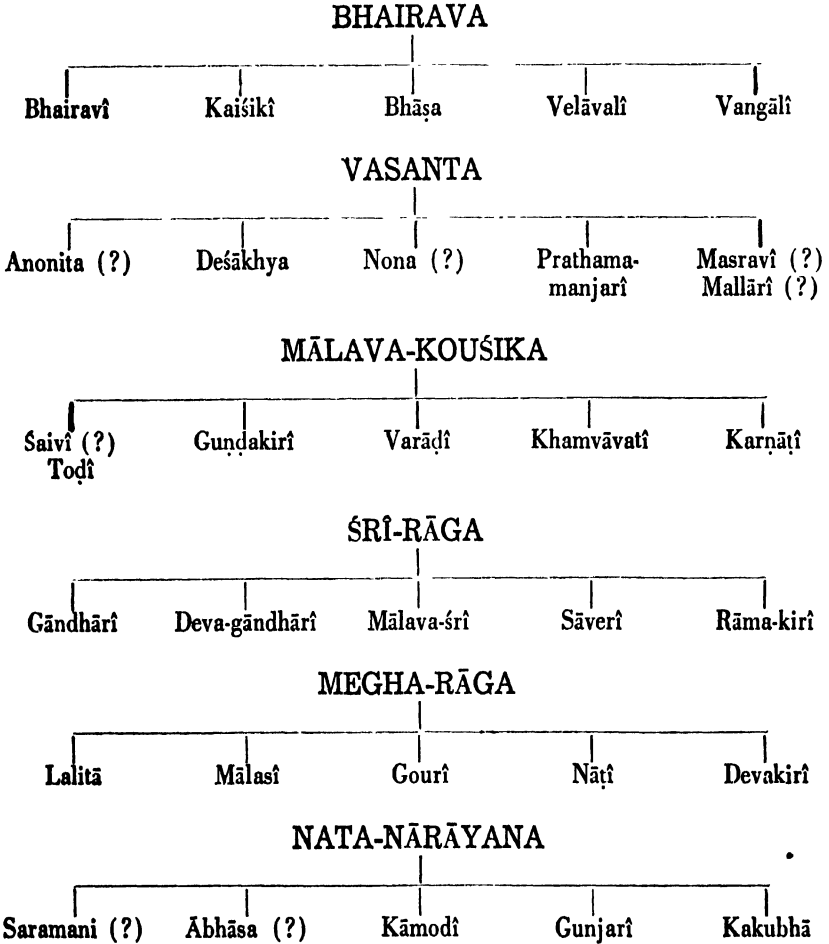 BHAIRAVA
Bhairavî Kaiśikî Bhāṣa Velāvalî Vangālî
VASANTA
Anonita (?) Deśākhya Nona (?) Prathama- Masravî (?)
manjarî Mallārî (?)
MĀLAVA-KOUŚIKA
Śaivî (?) Guṇḍakirî Varāḍî Khamvāvatî Karṇāṭî
Toḍî
ŚRÎ-RĀGA
Gāndhārî Deva-gāndhārî Mālava-śrî Sāverî Rāma-kirî
MEGHA-RĀGA
Lalitā Mālasî Gourî Nāṭî Devakirî
NATA-NĀRĀYANA
Saramani (?) Ābhāsa (?) Kāmodî Gunjarî Kakubhā